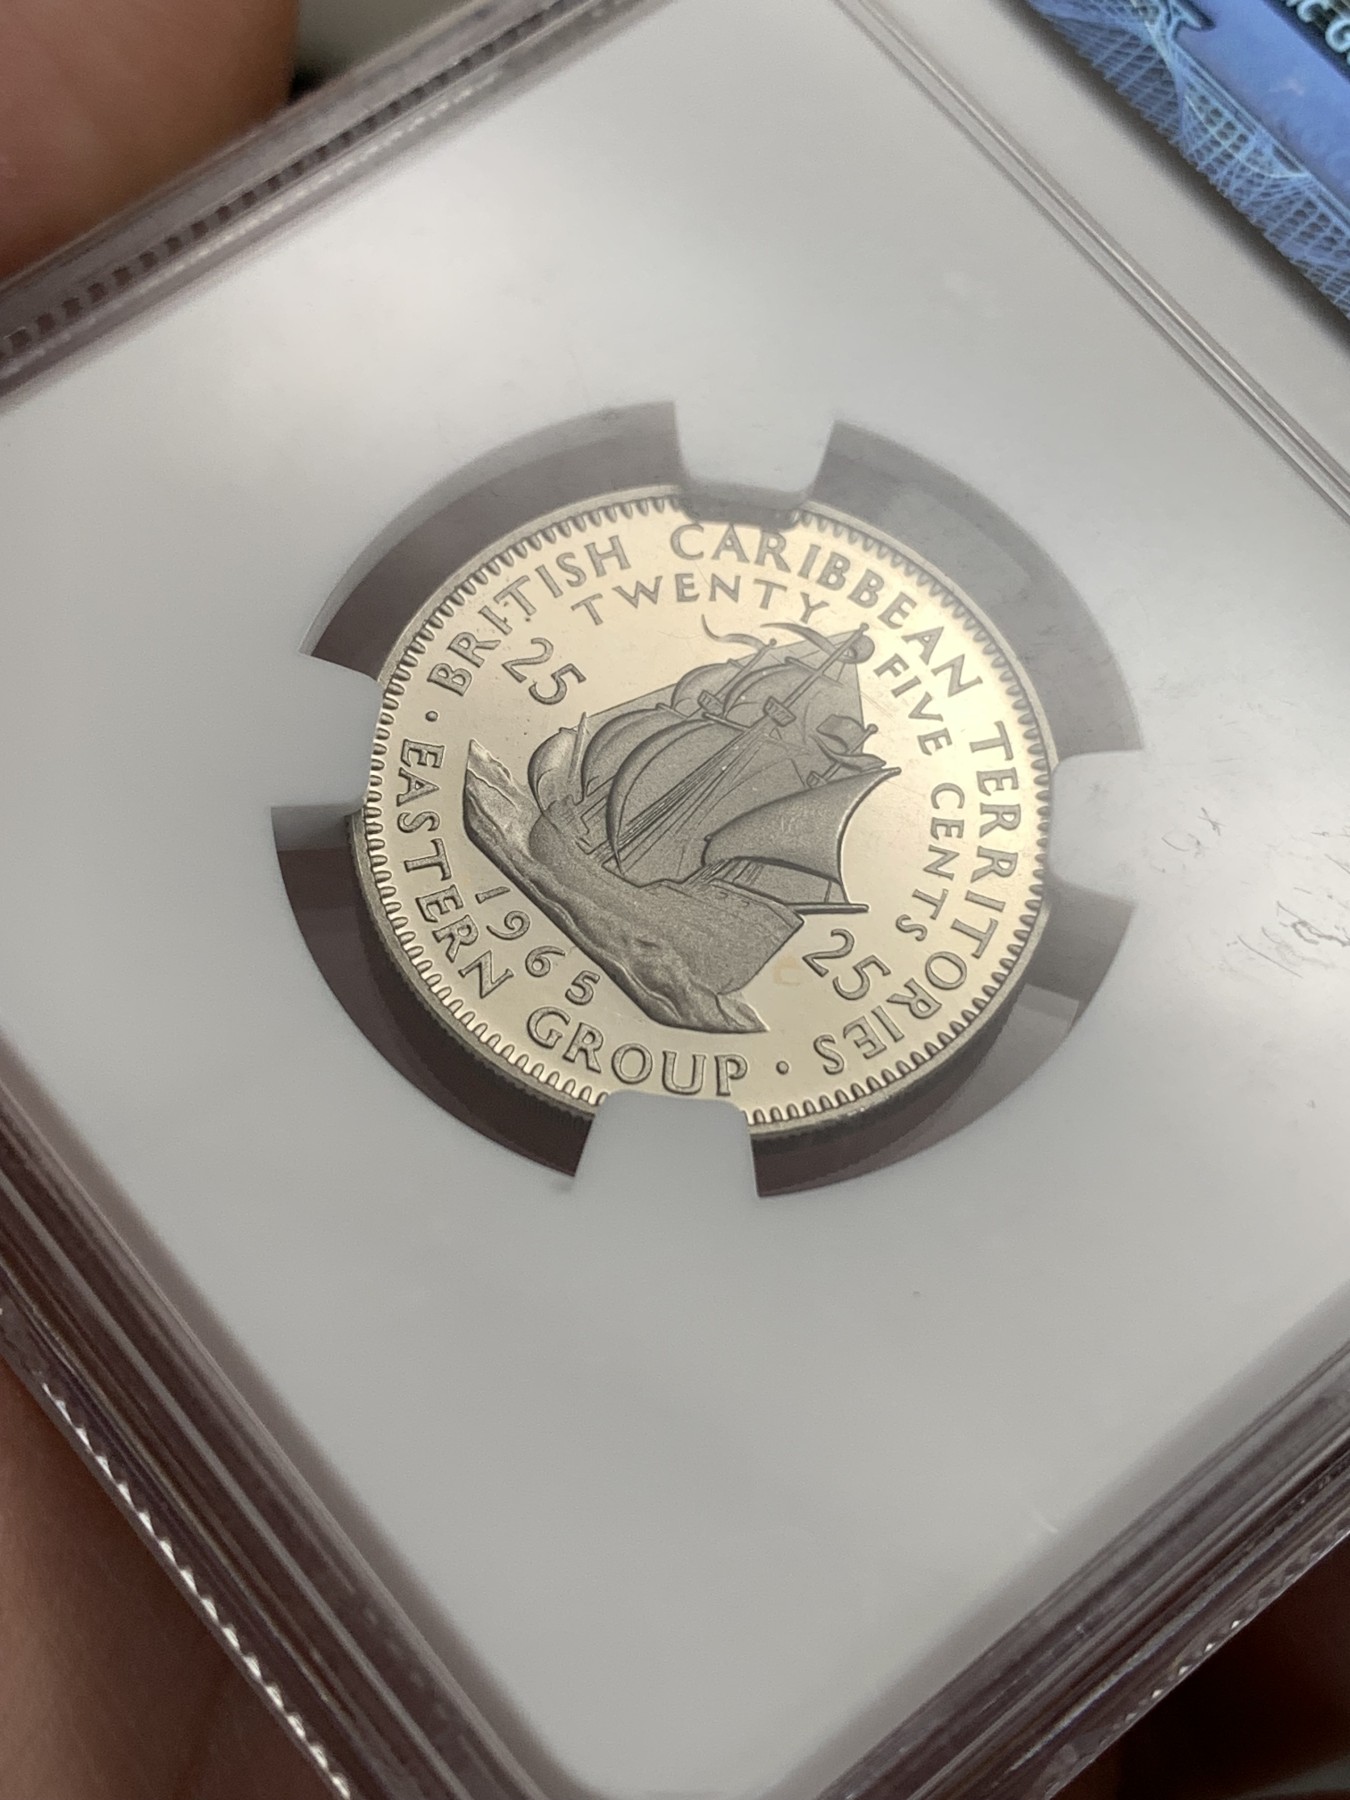 BRITISH CARIBBEAN TERRITORIES
TWENTY FIVE CENTS
25
25
1965
· EASTERN GROUP ·